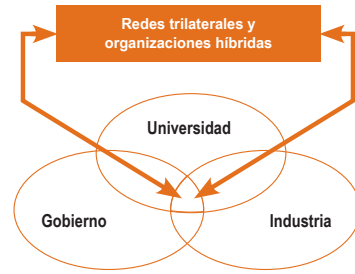 Redes trilaterales y
organizaciones híbridas
Universidad
Gobierno
Industria